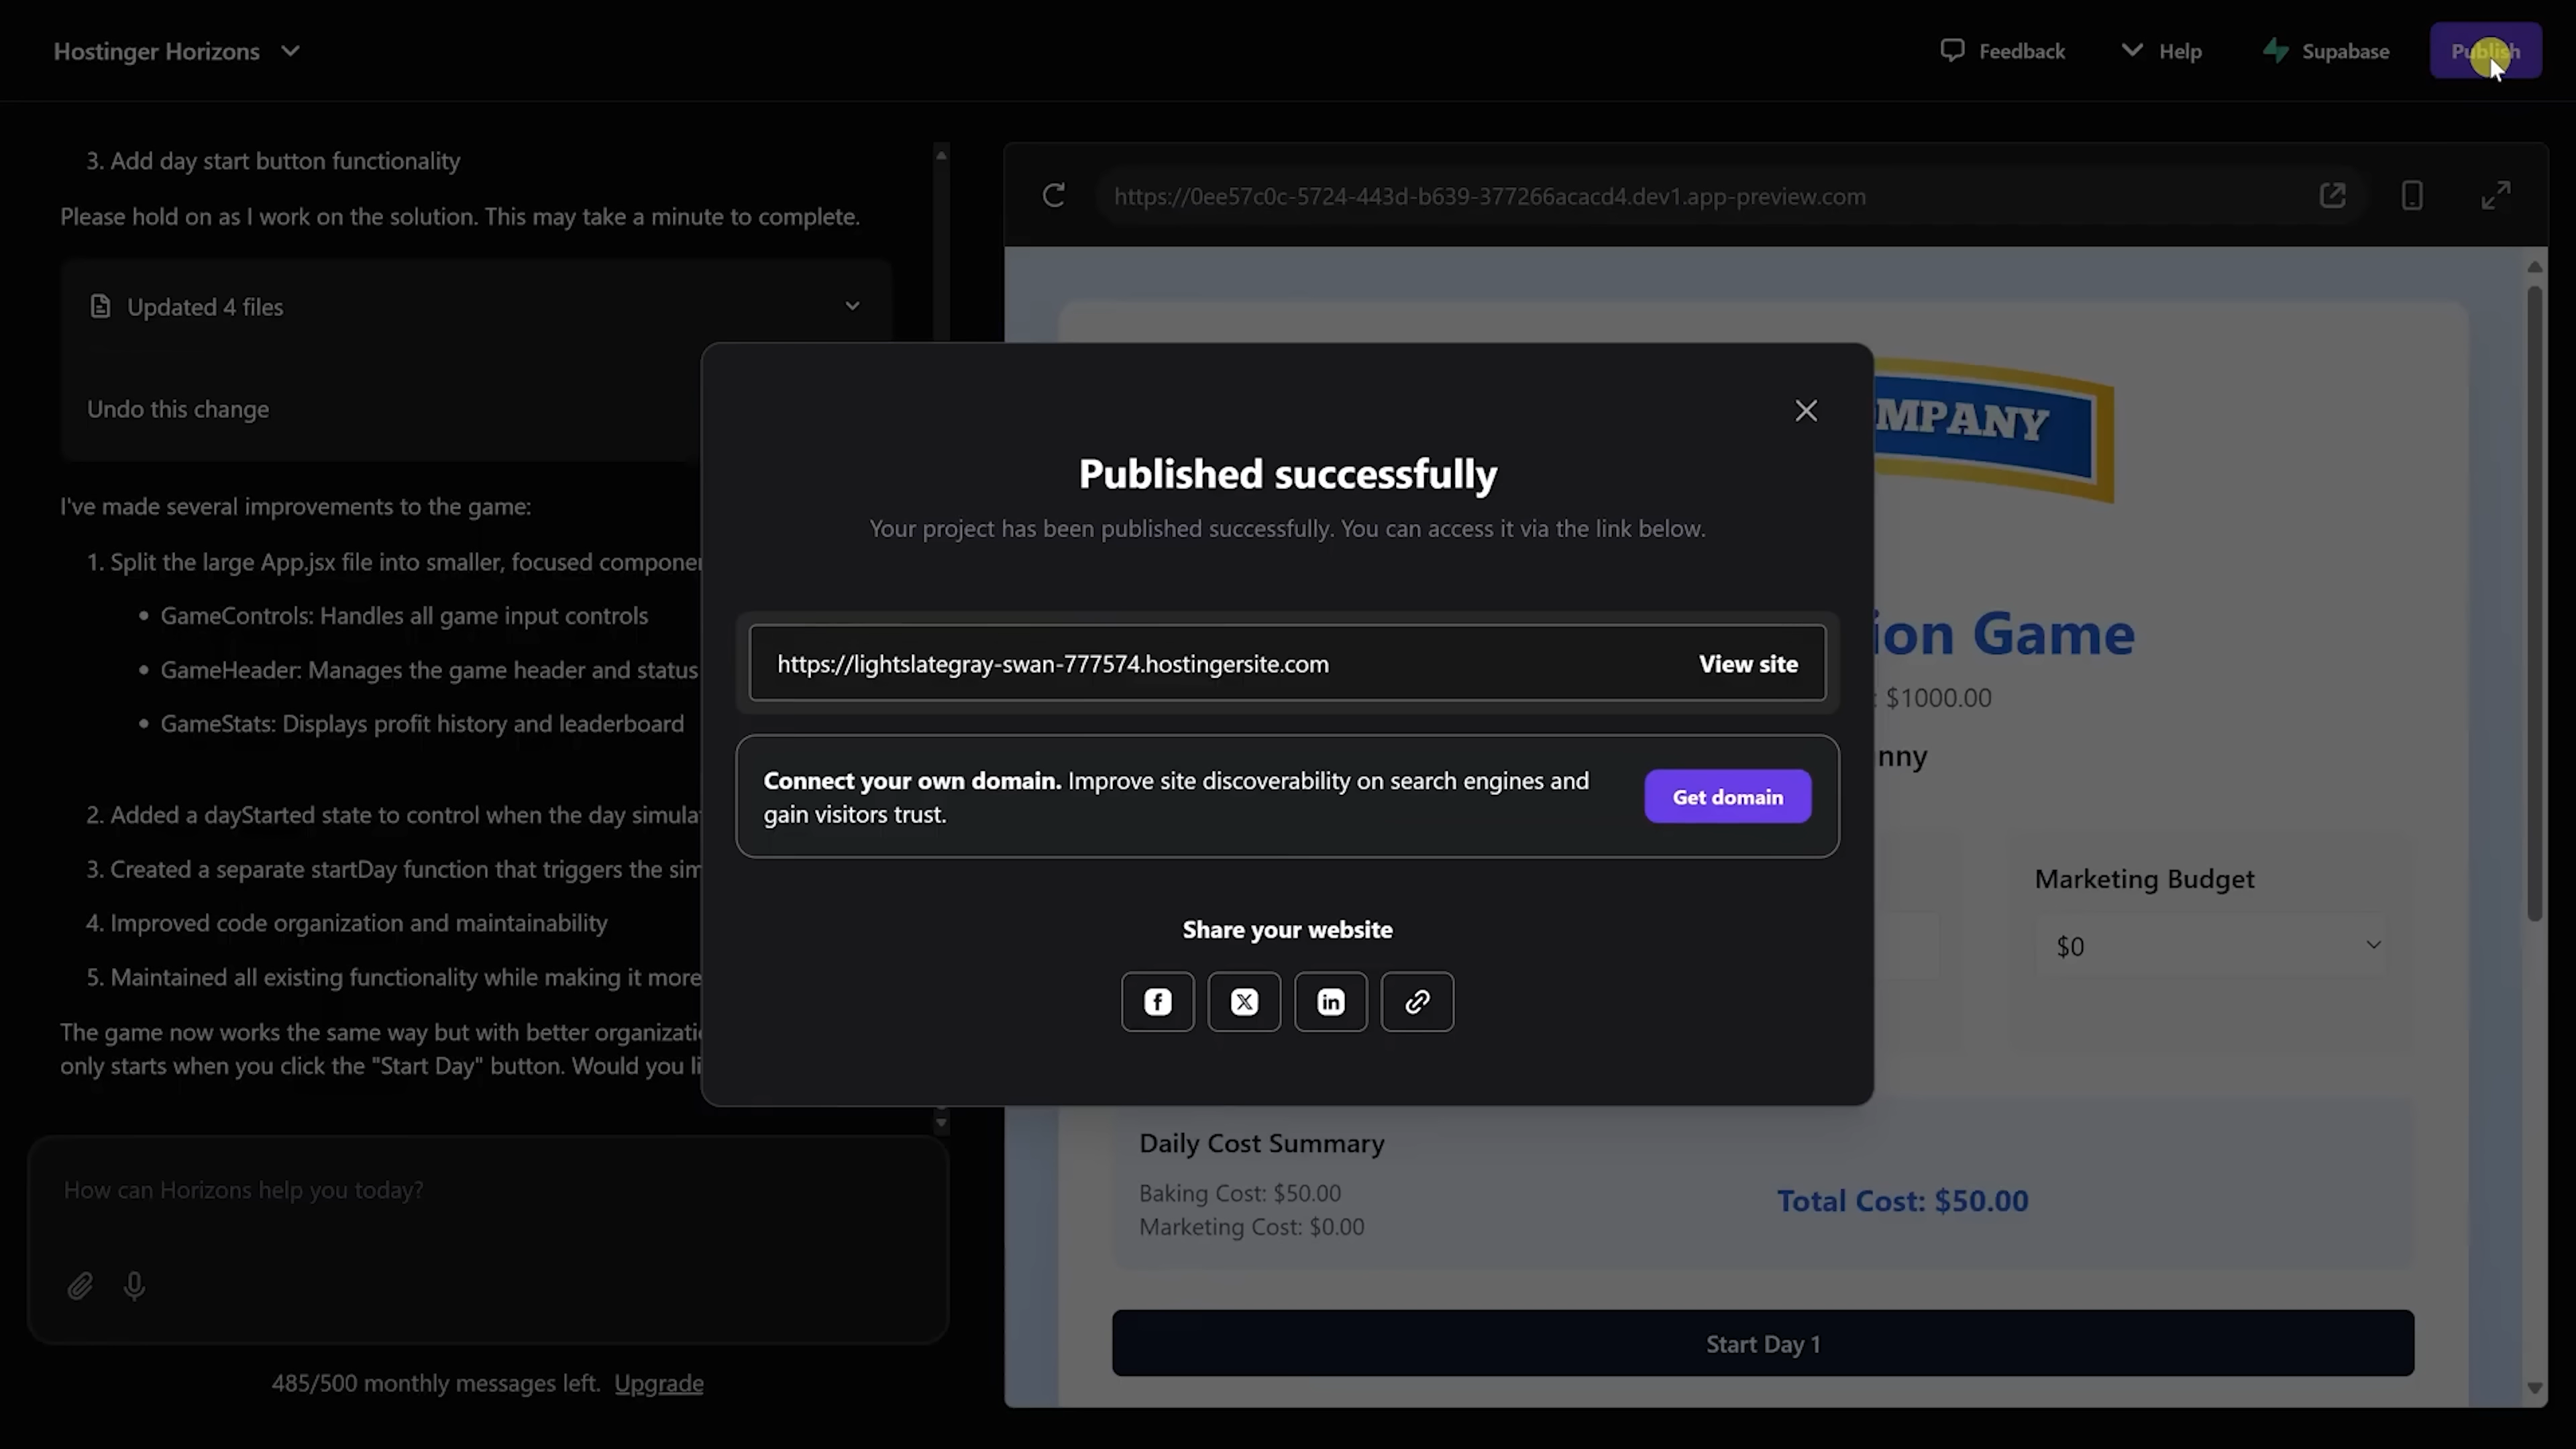 Hostinger Horizons
Feedback
Help
Supabase
Publish
3. Add day start button functionality
Please hold on as I work on the solution. This may take a minute to complete.
Updated 4 files
Undo this change
I've made several improvements to the game:
1. Split the large App.jsx file into smaller, focused
• GameControls: Handles all game input controls
• GameHeader: Manages the game header and status
• GameStats: Displays profit history and leaderboard
2. Added a dayStarted state to control when the day
3. Created a separate startDay function that triggers the
4. Improved code organization and maintainability
5. Maintained all existing functionality while making it more
The game now works the same way but with better
only starts when you click the "Start Day" button. Would you
How can Horizons help you today?
485/500 monthly messages left. Upgrade
https://0ee57c0c-5724-443d-b639-377266acacd4.dev1.app-preview.com
Published successfully
Your project has been published successfully. You can access it via the link below.
https://lightslategray-swan-777574.hostingersite.com
View site
Connect your own domain. Improve site discoverability on search engines and
gain visitors trust.
Get domain
Share your website
MPANY
ion Game
: $1000.00
nny
Marketing Budget
$0
Daily Cost Summary
Baking Cost: $50.00
Marketing Cost: $0.00
Total Cost: $50.00
Start Day 1